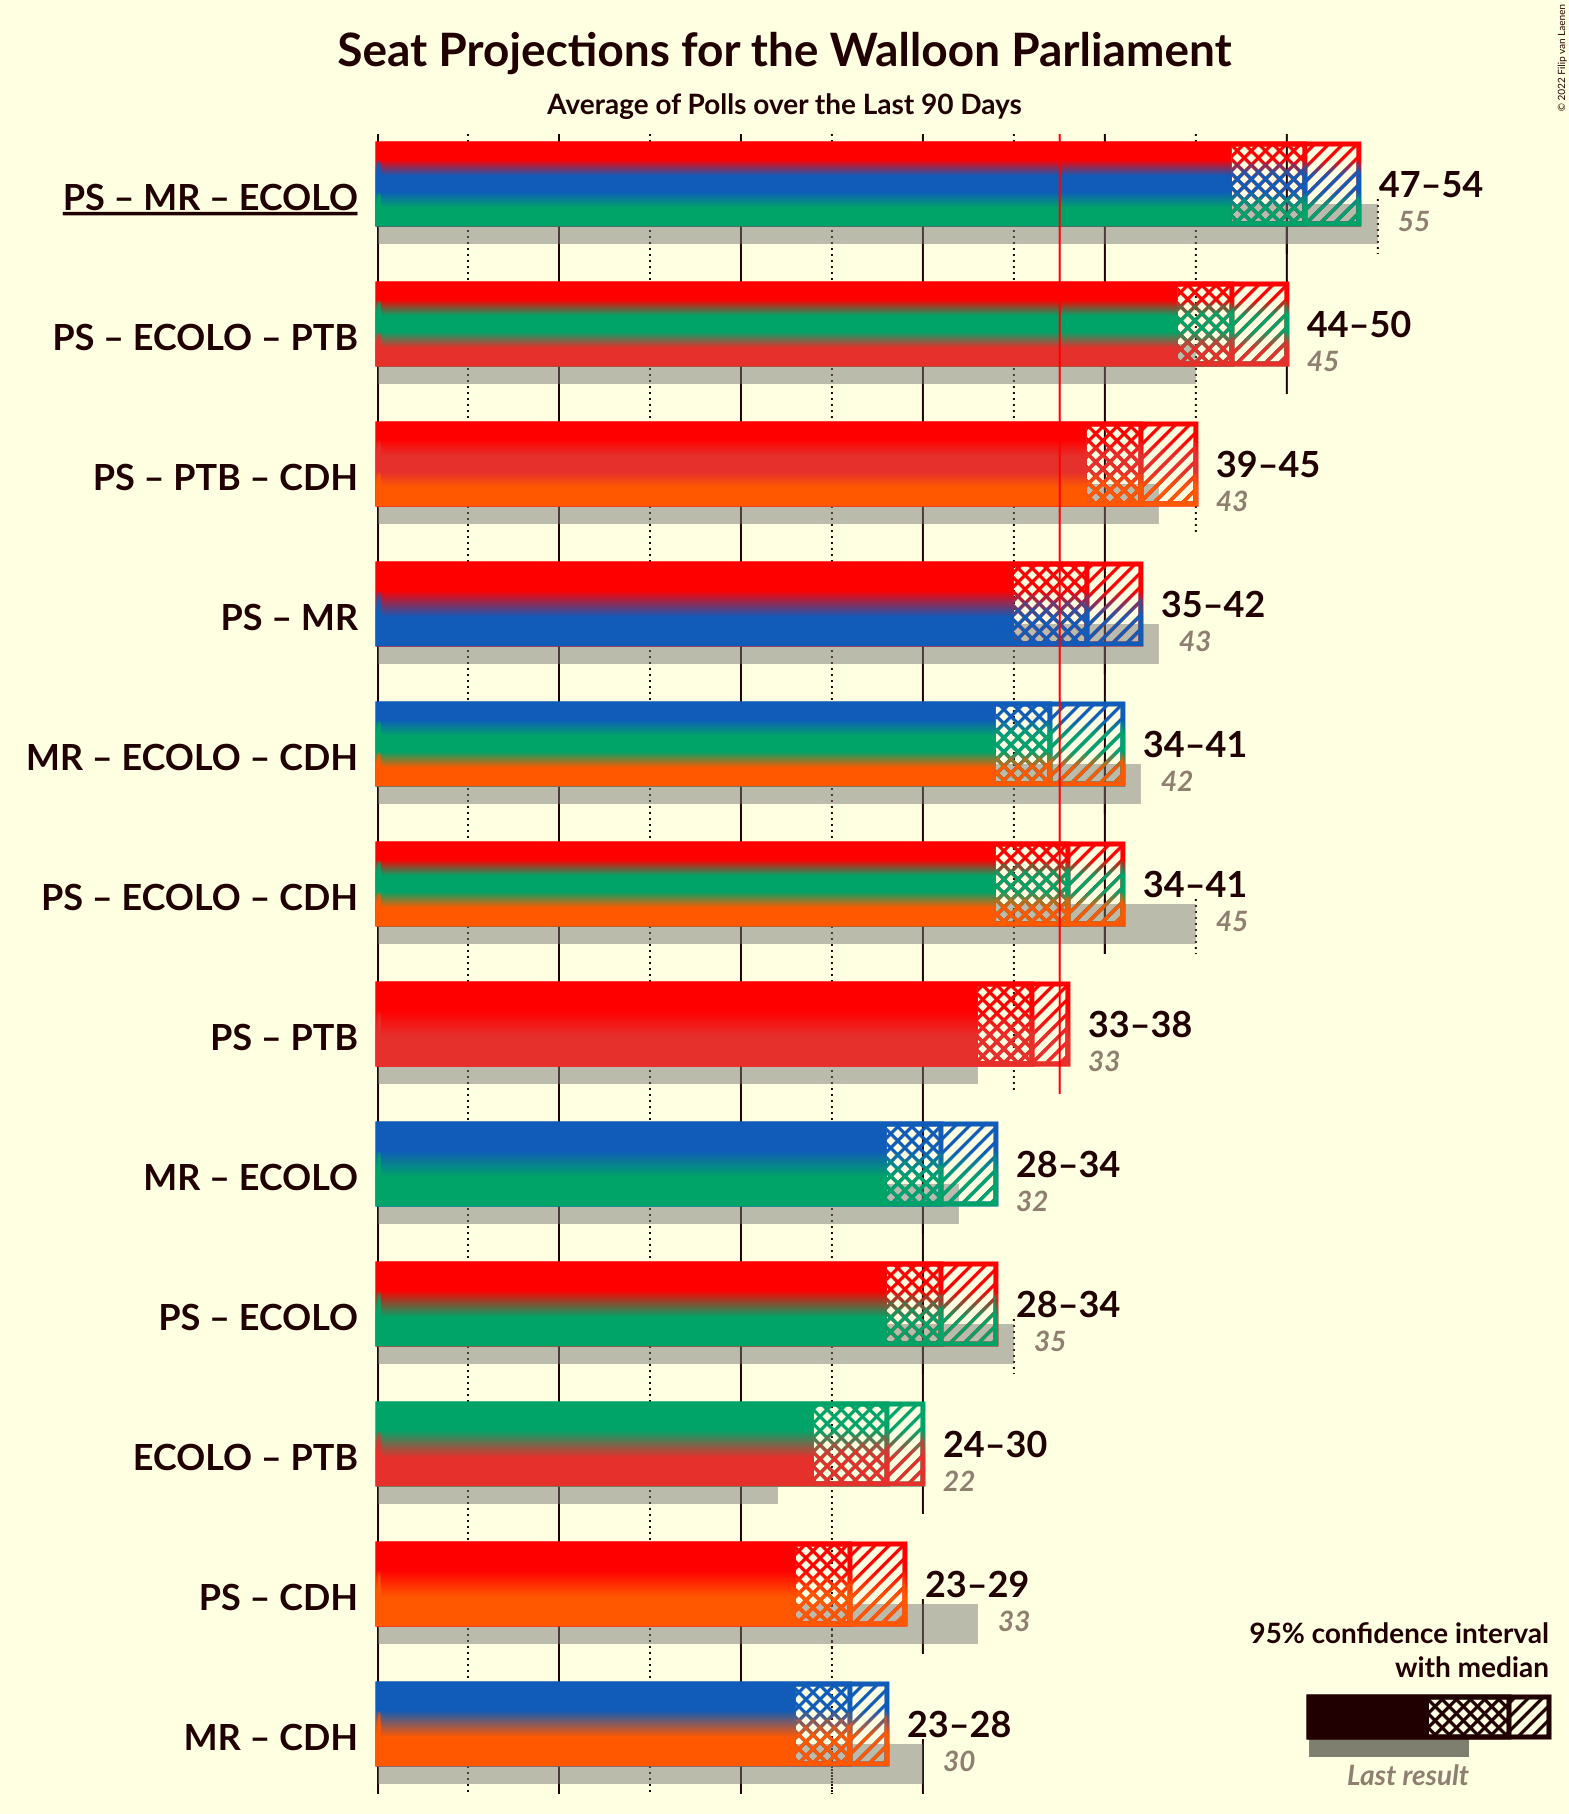 Seat Projections for the Walloon Parliament
Average of Polls over the Last 90 Days
© 2022 Filip van Laenen
PS – MR – ECOLO
47–54
55
PS – ECOLO – PTB
44–50
45
PS – PTB – CDH
39–45
43
PS – MR
35–42
43
MR – ECOLO – CDH
34–41
42
PS – ECOLO – CDH
34–41
45
PS – PTB
33–38
33
MR – ECOLO
28–34
32
PS – ECOLO
28–34
35
ECOLO – PTB
24–30
22
PS – CDH
23–29
33
MR – CDH
23–28
30
95% confidence interval
with median
Last result